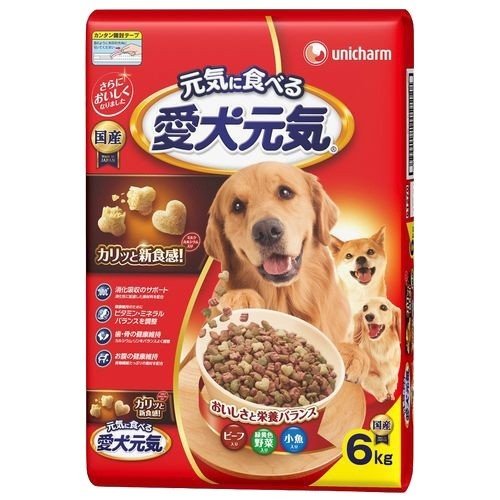 カンタン開封テープ
unicharm
さらに
おいしく
なりました
元気に食べる
愛犬元気®
国産
カリッと新食感!
消化吸収のサポート
ビタミン・ミネラル
バランスを調整
歯・骨の健康維持
お腹の健康維持
カリッと
新食感!
元気に食べる
愛犬元気
おいしさと栄養バランス
ビーフ
入り
緑黄色
野菜
入り
小魚
入り
国産
6kg